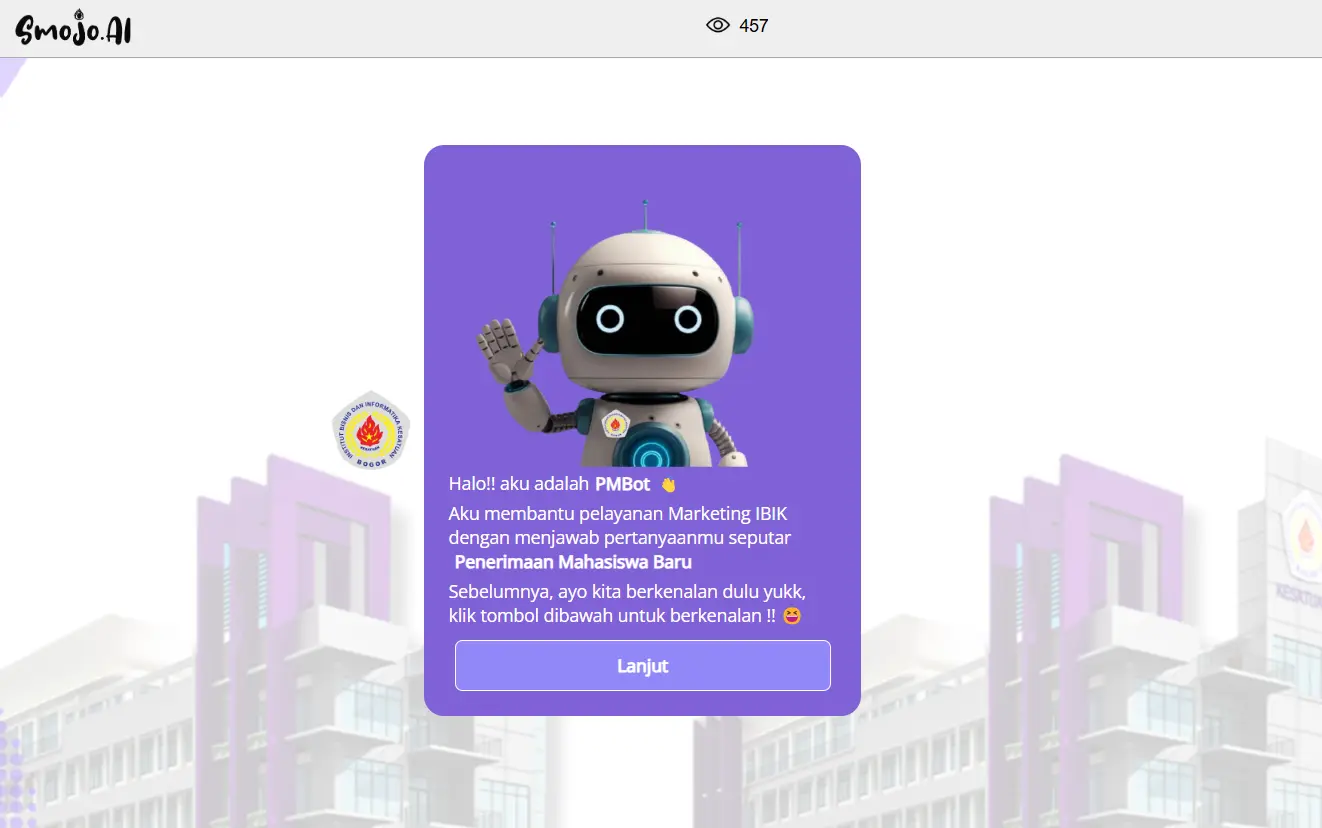 Smojo.AI
457
INSTITUT BISNIS DAN INFORMATIKA KESATUAN
KESATUAN
BOGOR
Halo!! aku adalah PMBot 👋
Aku membantu pelayanan Marketing IBIK
dengan menjawab pertanyaanmu seputar
Penerimaan Mahasiswa Baru
Sebelumnya, ayo kita berkenalan dulu yukk,
klik tombol dibawah untuk berkenalan !! 😆
Lanjut